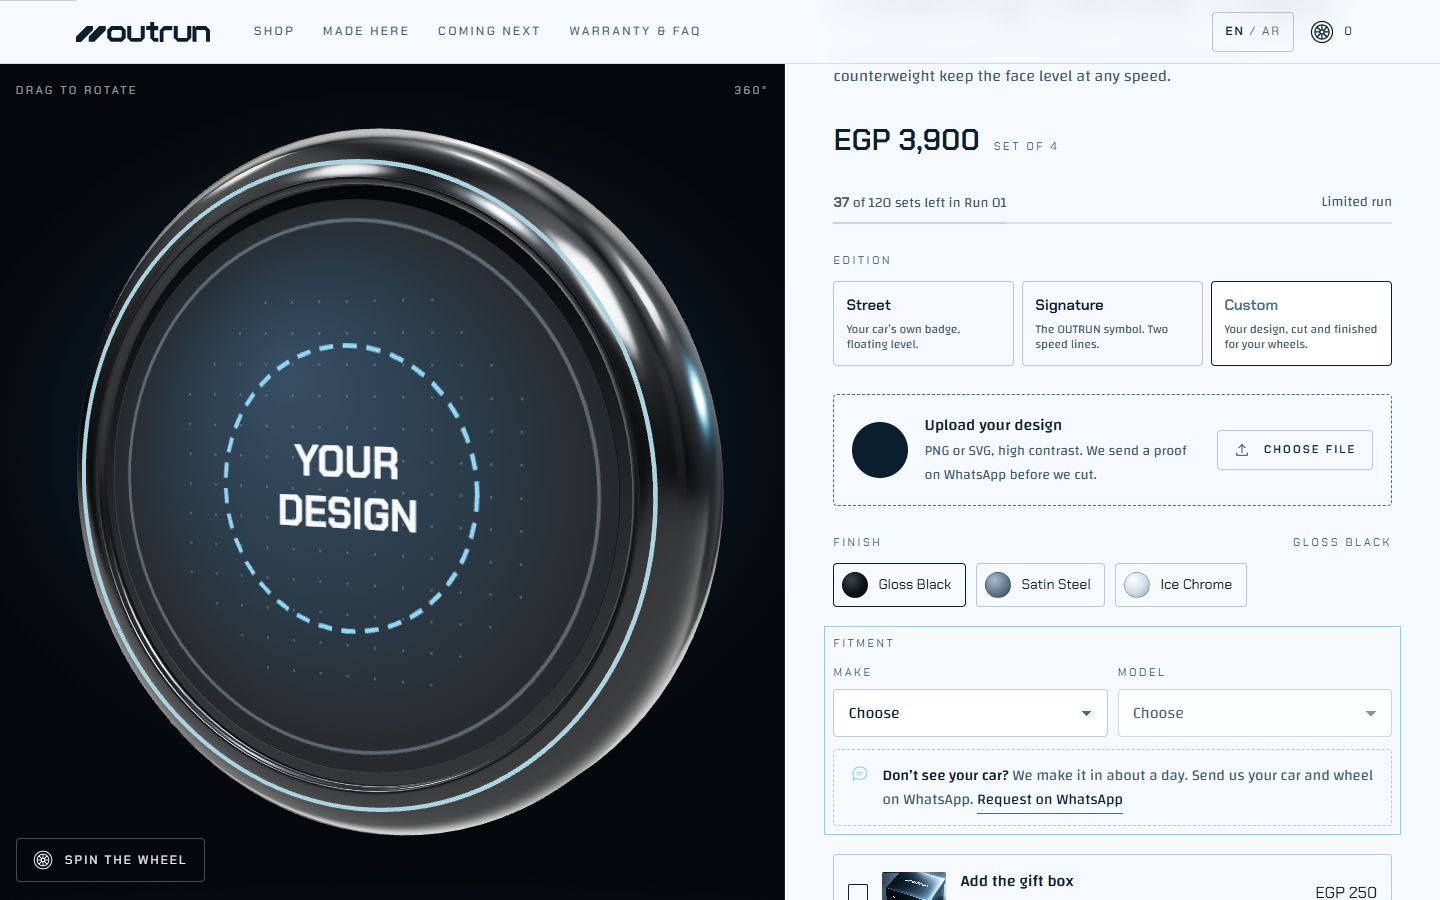 outrun
SHOP
MADE HERE
COMING NEXT
WARRANTY & FAQ
EN / AR
0
DRAG TO ROTATE
360°
YOUR
DESIGN
SPIN THE WHEEL
counterweight keep the face level at any speed.
EGP 3,900 SET OF 4
37 of 120 sets left in Run 01
Limited run
EDITION
Street
Your car's own badge,
floating level.
Signature
The OUTRUN symbol. Two
speed lines.
Custom
Your design, cut and finished
for your wheels.
Upload your design
PNG or SVG, high contrast. We send a proof
on WhatsApp before we cut.
CHOOSE FILE
FINISH
GLOSS BLACK
Gloss Black
Satin Steel
Ice Chrome
FITMENT
MAKE
MODEL
Choose
Choose
Don't see your car? We make it in about a day. Send us your car and wheel
on WhatsApp. Request on WhatsApp
Add the gift box
EGP 250